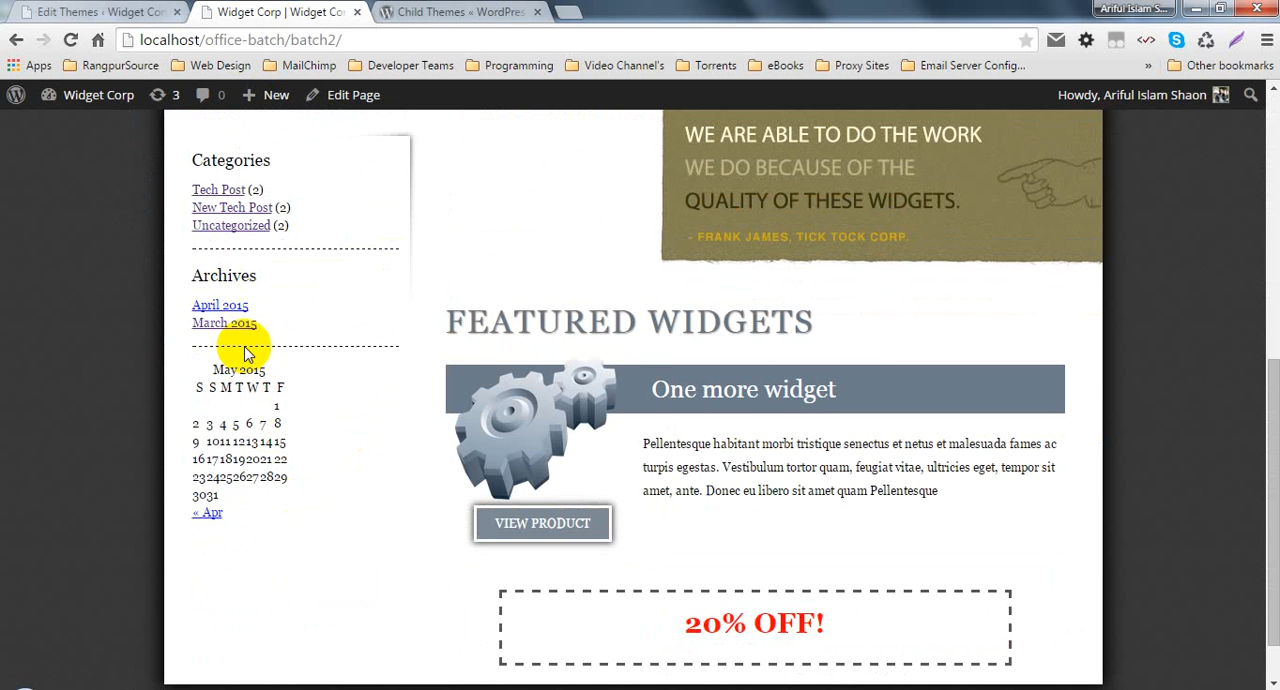 Edit Themes ‹ Widget Cor
Widget Corp | Widget Co
Child Themes « WordPres
Ariful Islam S...
localhost/office-batch/batch2/
Apps RangpurSource Web Design MailChimp Developer Teams Programming Video Channel's Torrents eBooks Proxy Sites Email Server Config... » Other bookmarks
Widget Corp 3 0 New Edit Page Howdy, Ariful Islam Shaon
Categories
Tech Post (2)
New Tech Post (2)
Uncategorized (2)
Archives
April 2015
March 2015
May 2015
S S M T W T F
1
2 3 4 5 6 7 8
9 10 11 12 13 14 15
16 17 18 19 20 21 22
23 24 25 26 27 28 29
30 31
« Apr
WE ARE ABLE TO DO THE WORK
WE DO BECAUSE OF THE
QUALITY OF THESE WIDGETS.
- FRANK JAMES, TICK TOCK CORP.
FEATURED WIDGETS
One more widget
Pellentesque habitant morbi tristique senectus et netus et malesuada fames ac
turpis egestas. Vestibulum tortor quam, feugiat vitae, ultricies eget, tempor sit
amet, ante. Donec eu libero sit amet quam Pellentesque
VIEW PRODUCT
20% OFF!